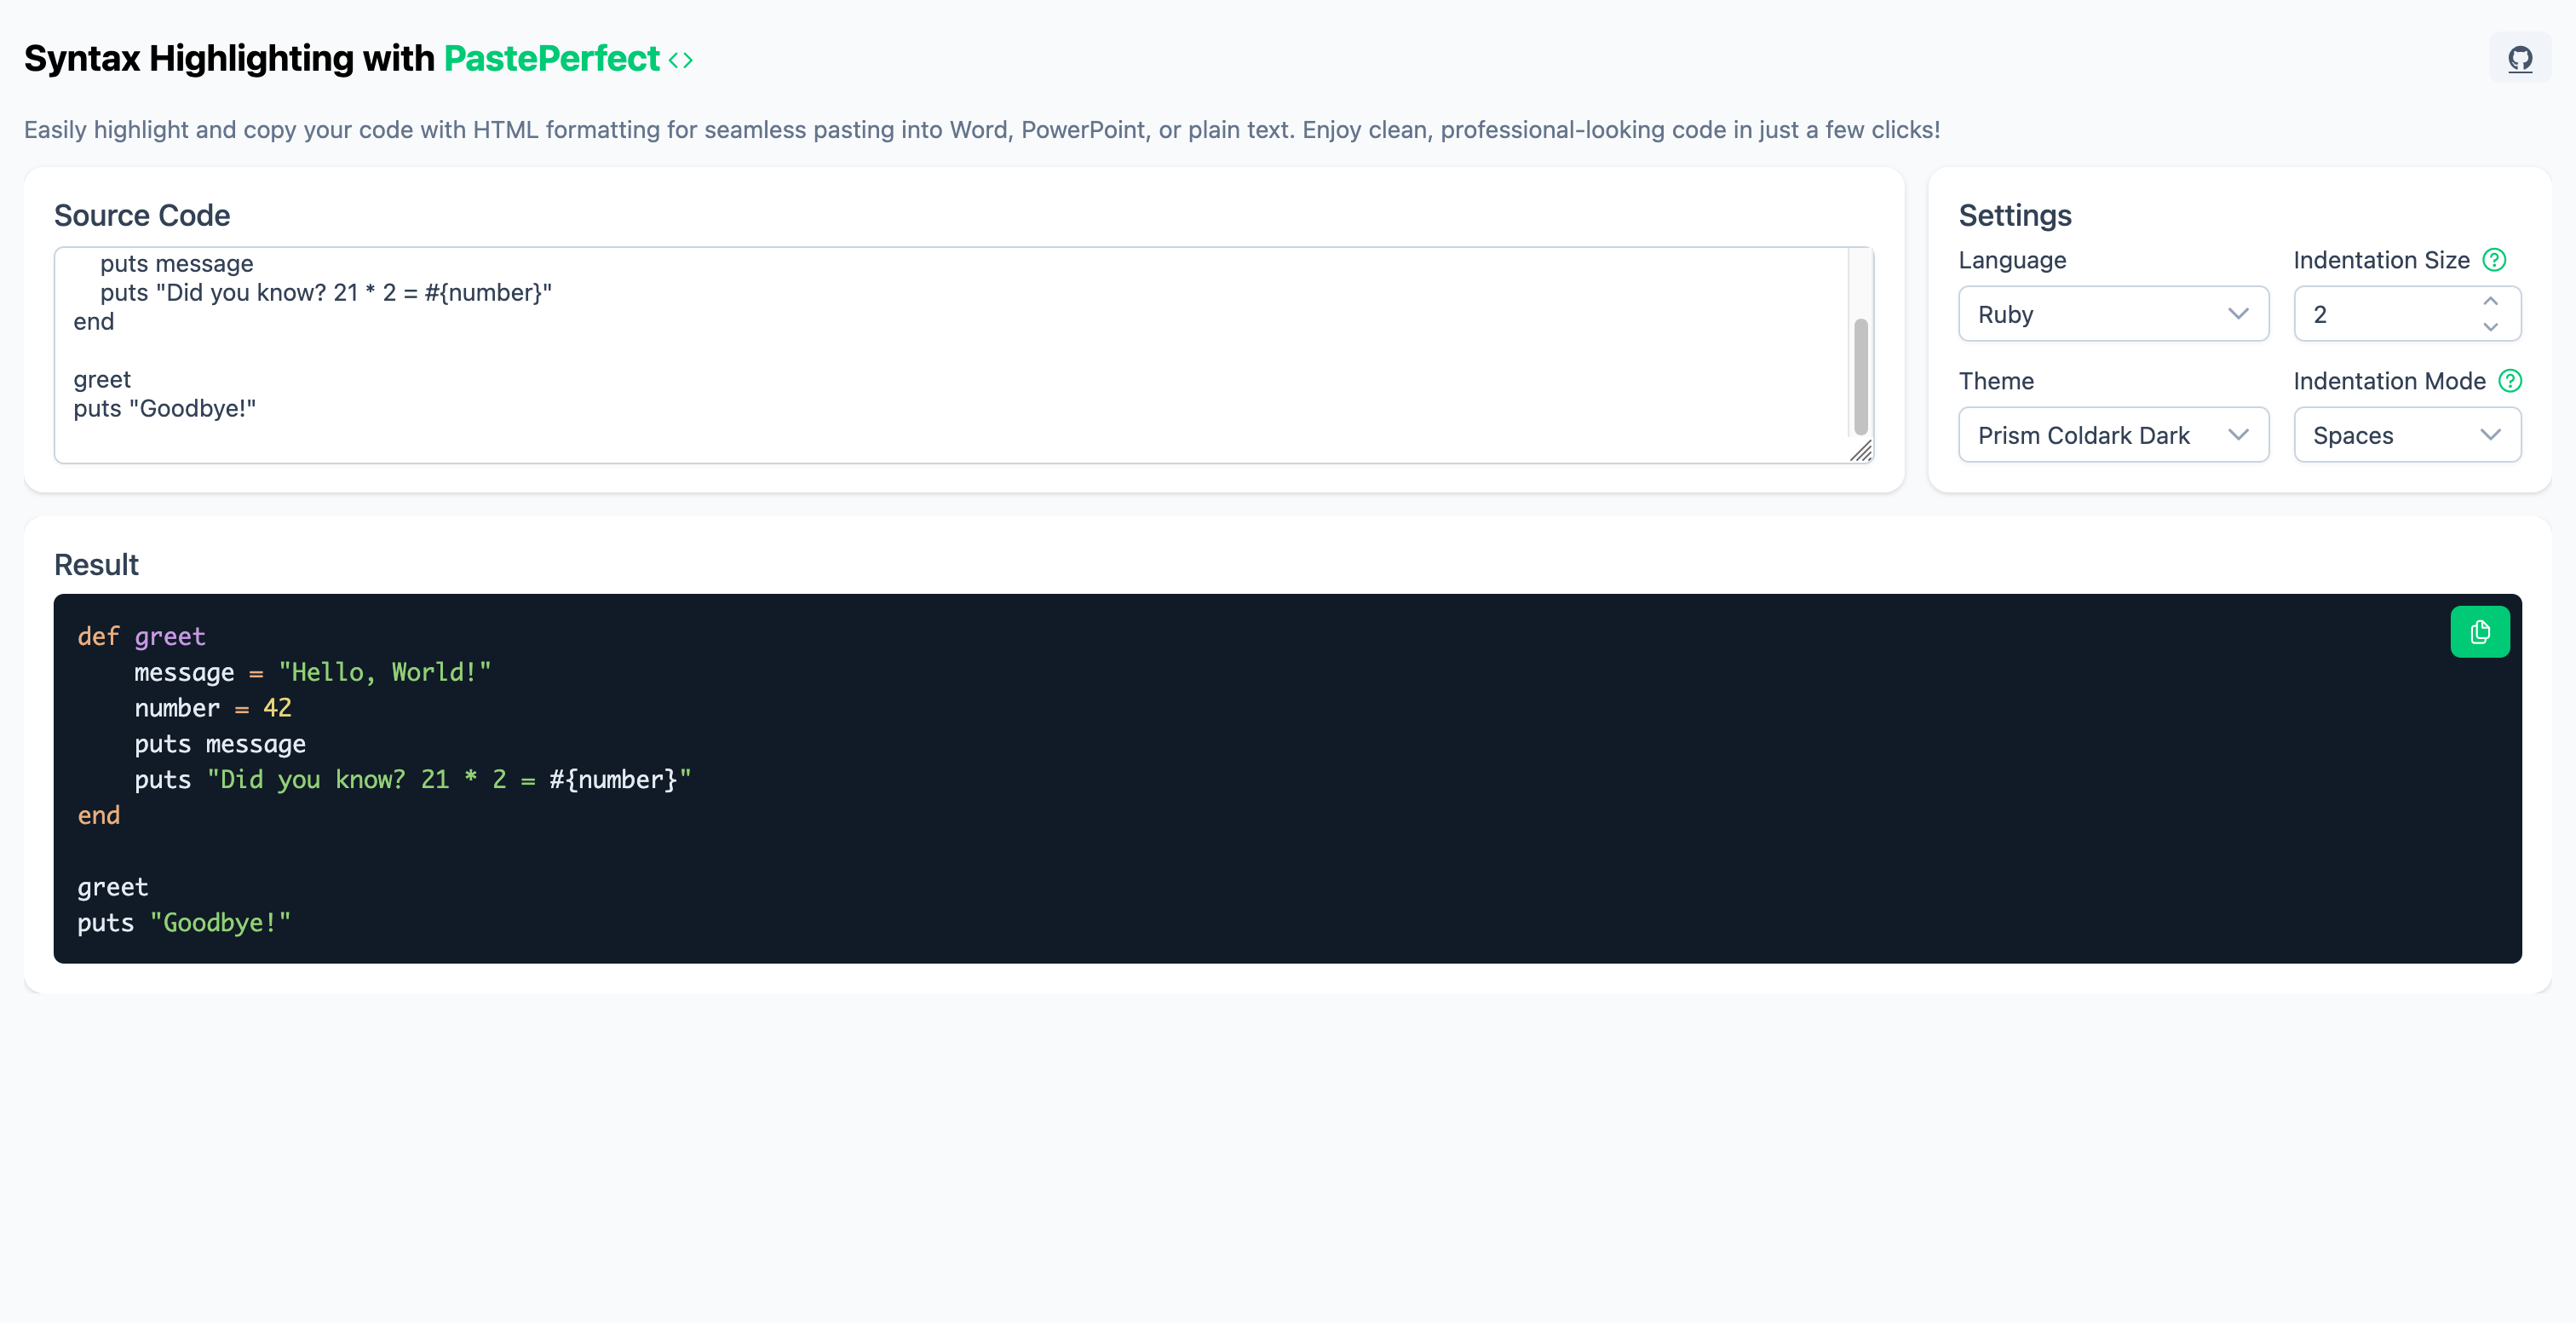 Syntax Highlighting with PastePerfect <>
Easily highlight and copy your code with HTML formatting for seamless pasting into Word, PowerPoint, or plain text. Enjoy clean, professional-looking code in just a few clicks!
Source Code
    puts message
    puts "Did you know? 21 * 2 = #{number}"
end

greet
puts "Goodbye!"
Settings
Language
Indentation Size ?
Ruby
2
Theme
Indentation Mode ?
Prism Coldark Dark
Spaces
Result
def greet
    message = "Hello, World!"
    number = 42
    puts message
    puts "Did you know? 21 * 2 = #{number}"
end

greet
puts "Goodbye!"